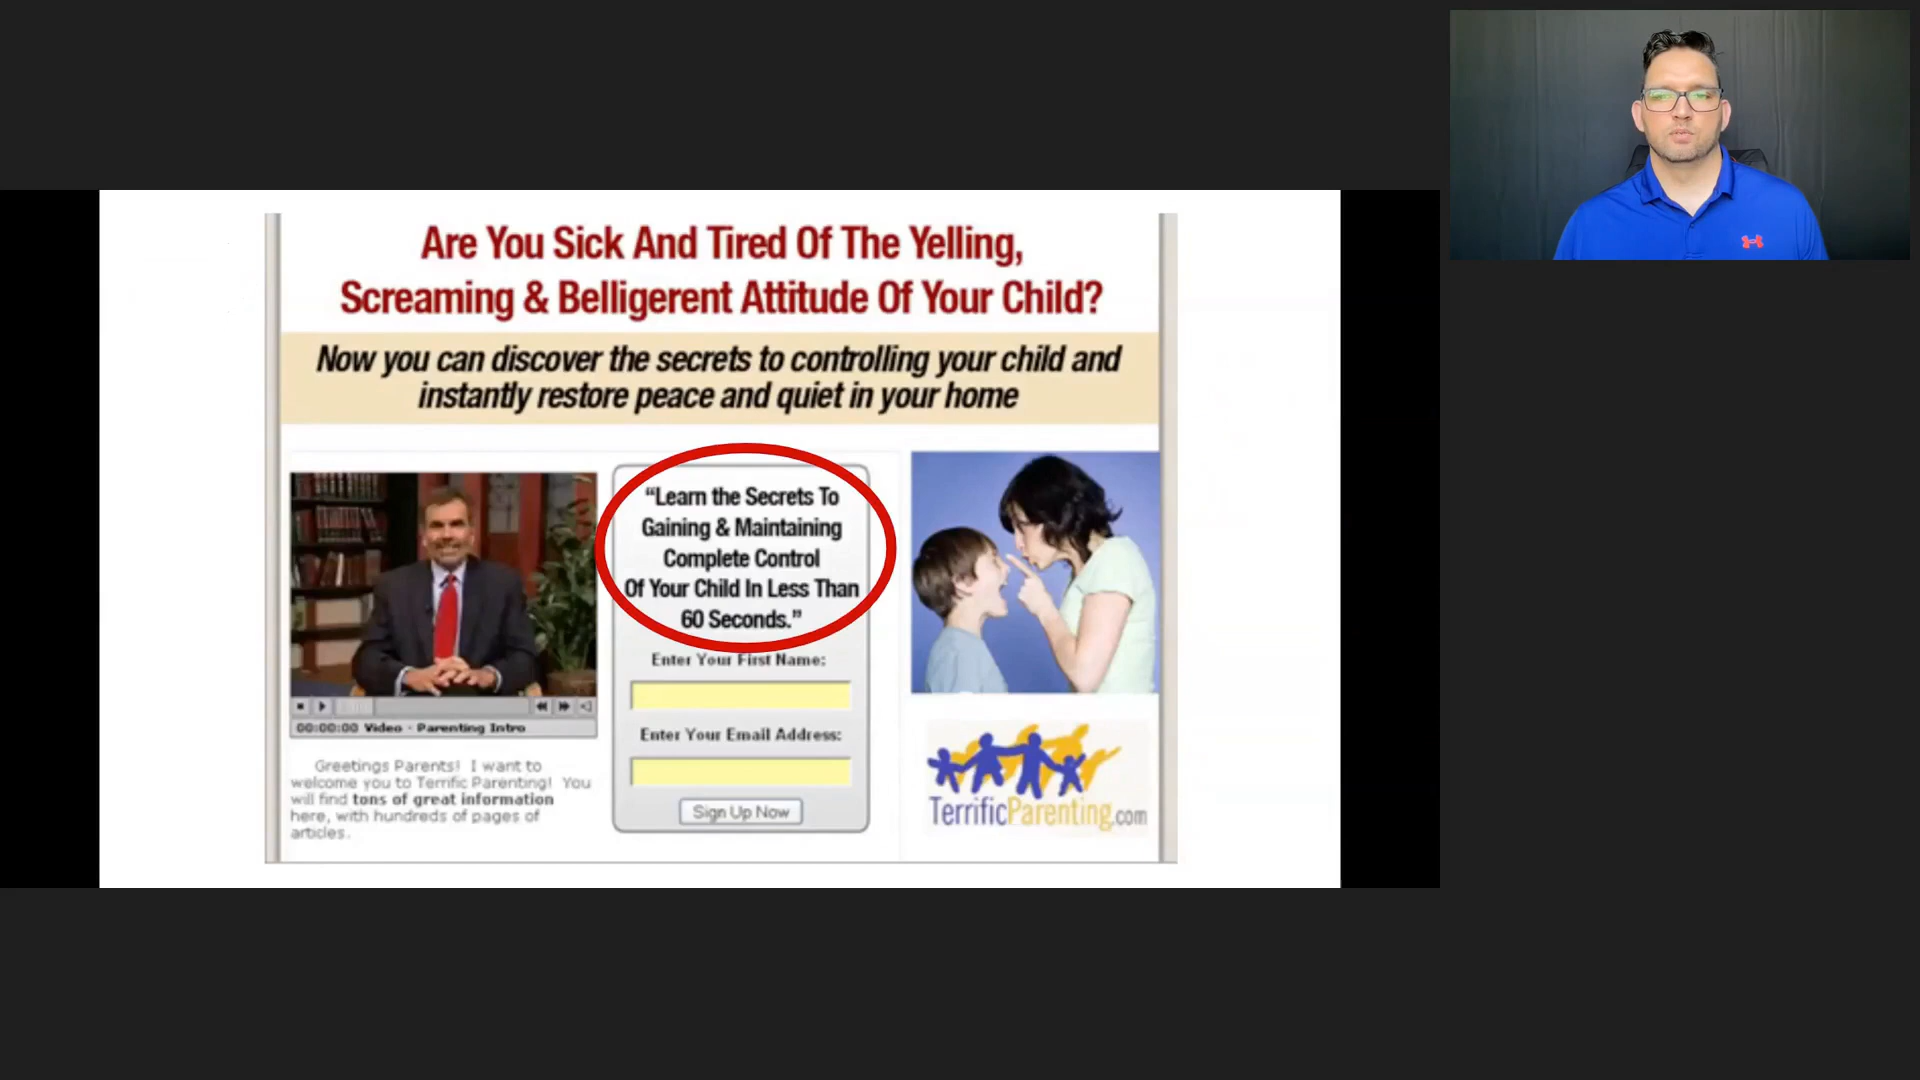 Are You Sick And Tired Of The Yelling,
Screaming & Belligerent Attitude Of Your Child?
Now you can discover the secrets to controlling your child and
instantly restore peace and quiet in your home
“Learn the Secrets To
Gaining & Maintaining
Complete Control
Of Your Child In Less Than
60 Seconds.”
Enter Your First Name:
Enter Your Email Address:
Sign Up Now
00:00:00 Video - Parenting Intro
Greetings Parents! I want to
welcome you to Terrific Parenting! You
will find tons of great information
here, with hundreds of pages of
articles.
TerrificParenting.com